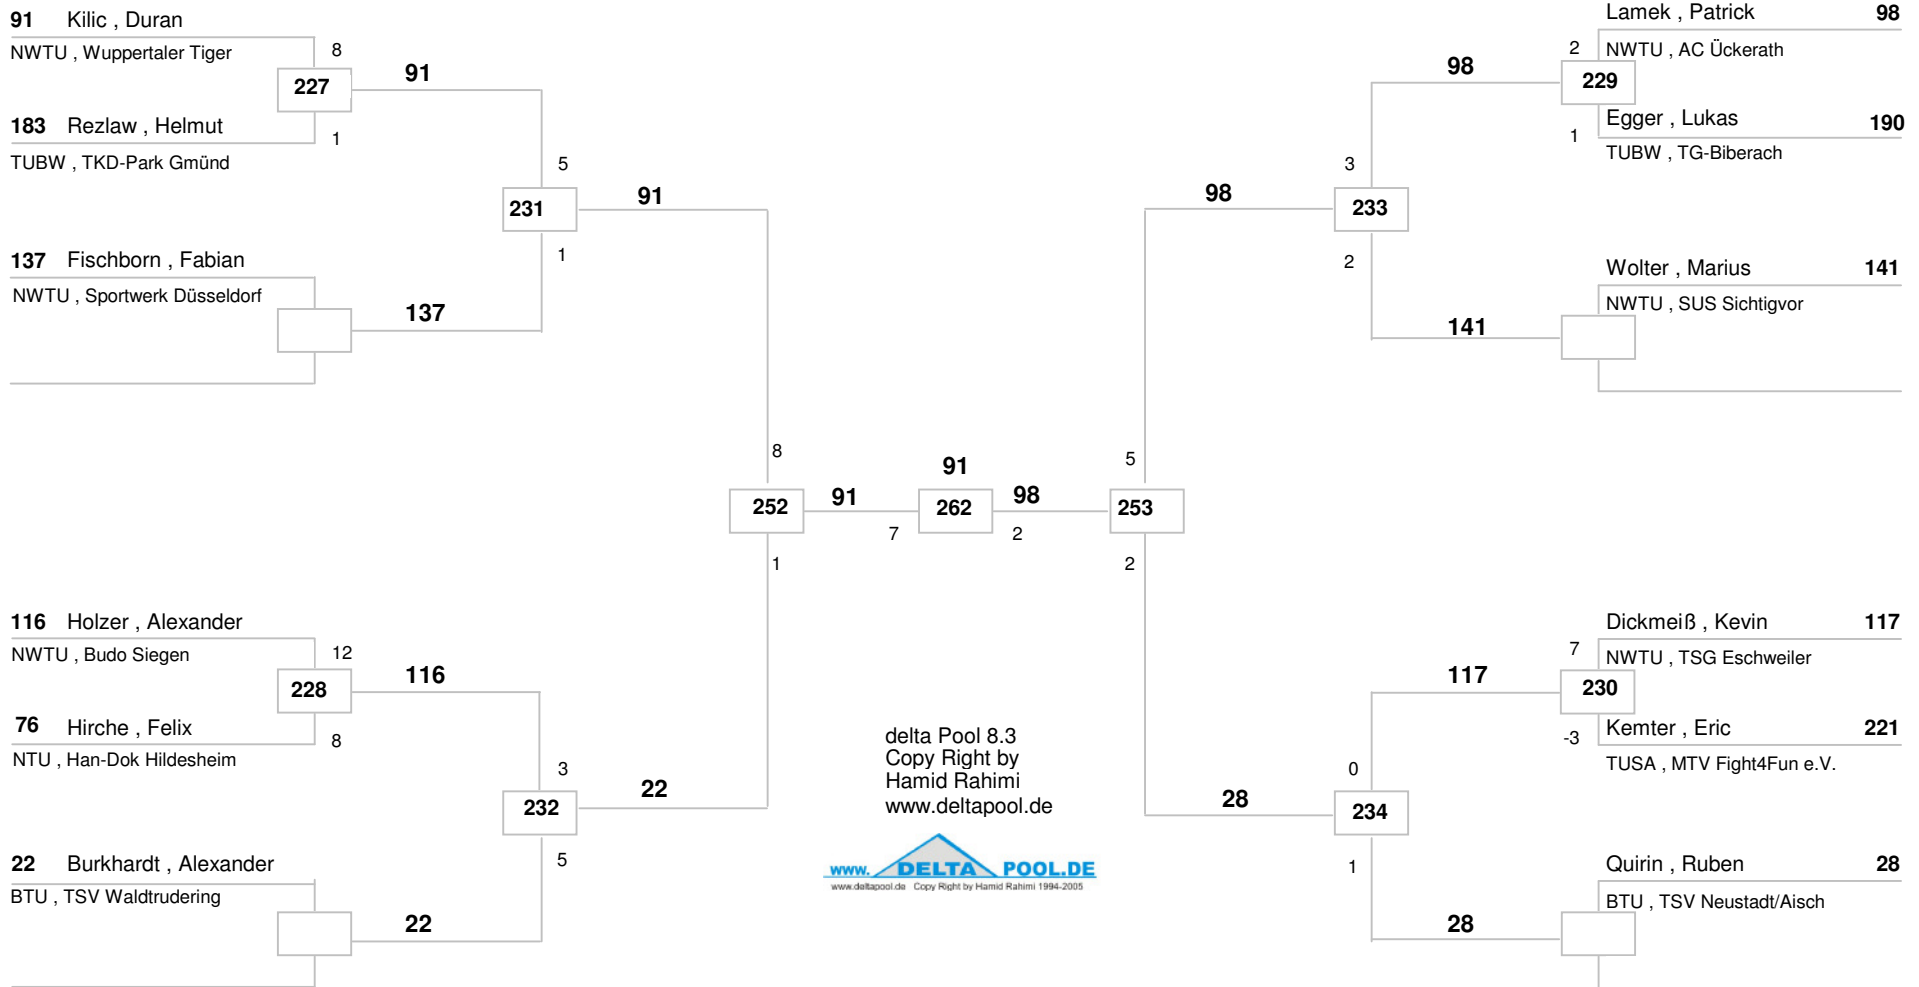 91 Kilic , Duran
NWTU , Wuppertaler Tiger
8
227
91
183 Rezlaw , Helmut
1
TUBW , TKD-Park Gmünd
5
231
91
1
137 Fischborn , Fabian
NWTU , Sportwerk Düsseldorf
137
8
252
91
1
7
91
262
98
2
116 Holzer , Alexander
NWTU , Budo Siegen
12
228
116
76 Hirche , Felix
8
NTU , Han-Dok Hildesheim
3
232
22
5
22 Burkhardt , Alexander
BTU , TSV Waldtrudering
22
Lamek , Patrick 98
2
NWTU , AC Ückerath
98
229
Egger , Lukas 190
1
TUBW , TG-Biberach
3
98
233
2
Wolter , Marius 141
NWTU , SUS Sichtigvor
141
5
253
2
Dickmeiß , Kevin 117
7
NWTU , TSG Eschweiler
117
230
Kemter , Eric 221
-3
TUSA , MTV Fight4Fun e.V.
0
28
234
1
Quirin , Ruben 28
BTU , TSV Neustadt/Aisch
28
delta Pool 8.3
Copy Right by
Hamid Rahimi
www.deltapool.de
www. DELTA POOL.DE
www.deltapool.de Copy Right by Hamid Rahimi 1994-2005